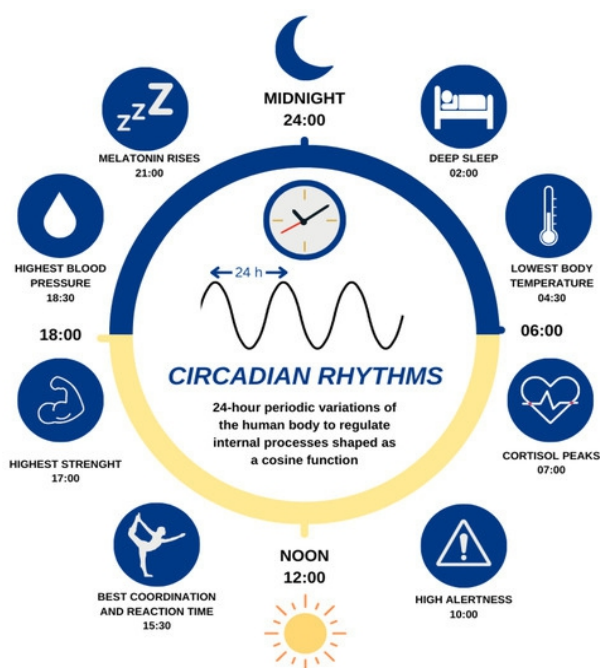 MIDNIGHT
24:00
DEEP SLEEP
02:00
LOWEST BODY
TEMPERATURE
04:30
06:00
CORTISOL PEAKS
07:00
HIGH ALERTNESS
10:00
NOON
12:00
BEST COORDINATION
AND REACTION TIME
15:30
HIGHEST STRENGHT
17:00
18:00
HIGHEST BLOOD
PRESSURE
18:30
zzZ
MELATONIN RISES
21:00
24 h
CIRCADIAN RHYTHMS
24-hour periodic variations of
the human body to regulate
internal processes shaped as
a cosine function